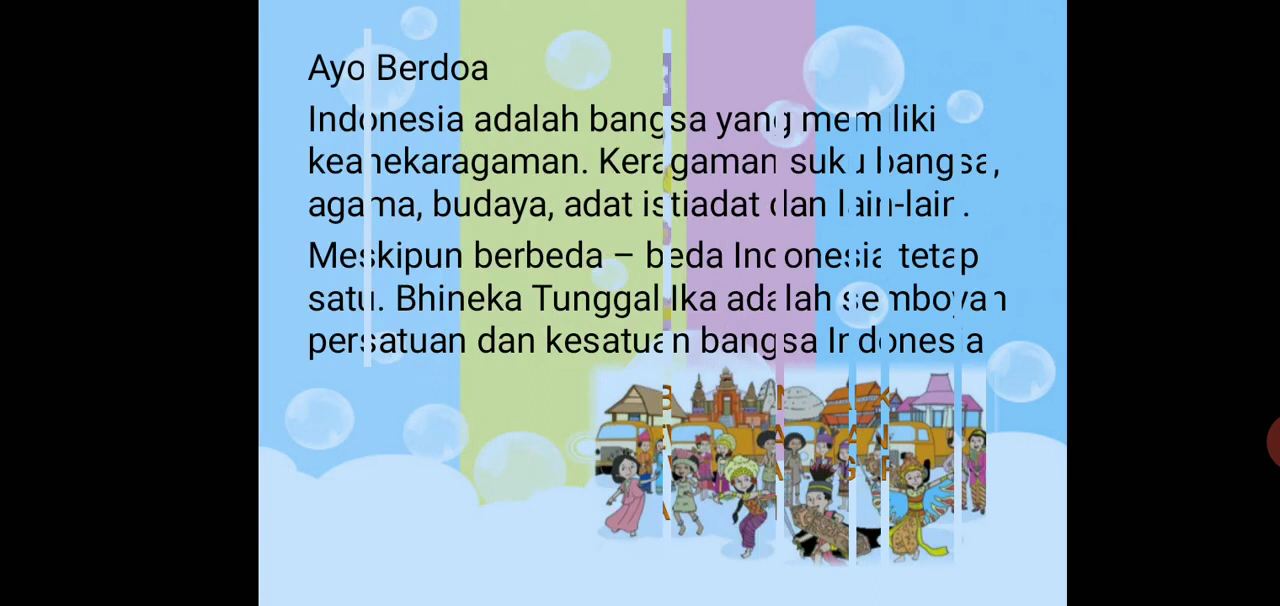 Ayo Berdoa
Indonesia adalah bangsa yang memiliki
keanekaragaman. Keragaman suku bangsa,
agama, budaya, adat istiadat dan lain-lain.
Meskipun berbeda – beda Indonesia tetap
satu. Bhineka Tunggal Ika adalah semboyan
persatuan dan kesatuan bangsa Indonesia